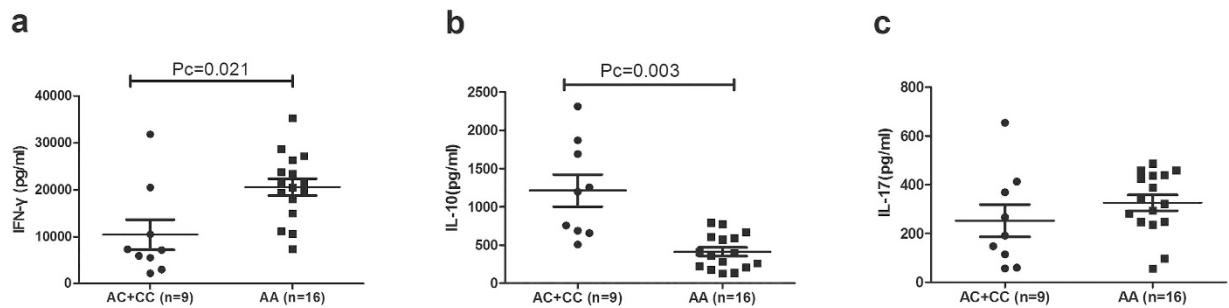 a
Pc=0.021
IFN-γ (pg/ml)
40000
30000
20000
10000
0
AC+CC (n=9)
AA (n=16)
b
Pc=0.003
IL-10(pg/ml)
2500
2000
1500
1000
500
0
AC+CC (n=9)
AA (n=16)
c
IL-17(pg/ml)
800
600
400
200
0
AC+CC (n=9)
AA (n=16)